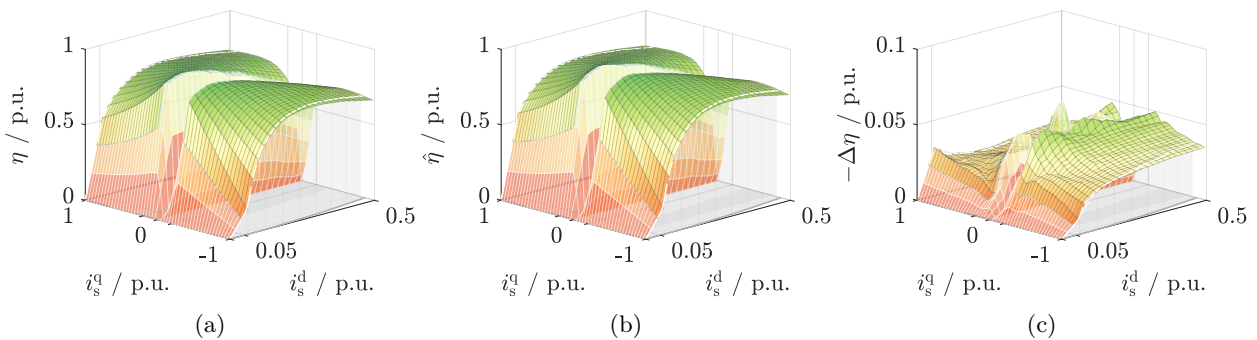 1
0.5
0
η / p.u.
1
0
-1
0.05
0.5
i_s^q / p.u.
i_s^d / p.u.
(a)
1
0.5
0
η̂ / p.u.
1
0
-1
0.05
0.5
i_s^q / p.u.
i_s^d / p.u.
(b)
0.1
0.05
0
−Δη / p.u.
1
0
-1
0.05
0.5
i_s^q / p.u.
i_s^d / p.u.
(c)